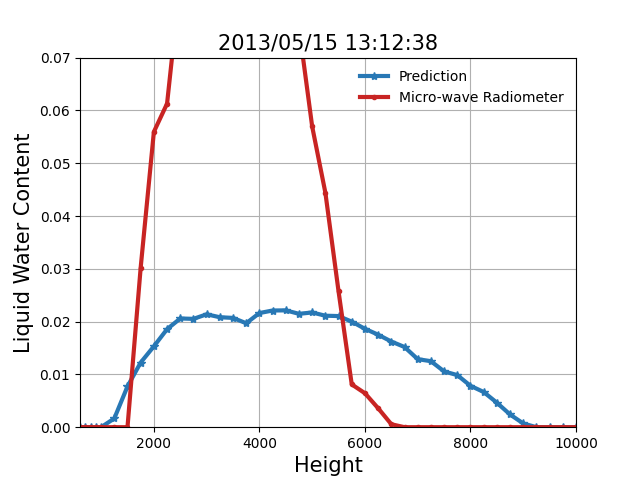 2013/05/15 13:12:38
Prediction
Micro-wave Radiometer
Liquid Water Content
0.07
0.06
0.05
0.04
0.03
0.02
0.01
0.00
2000 4000 6000 8000 10000
Height